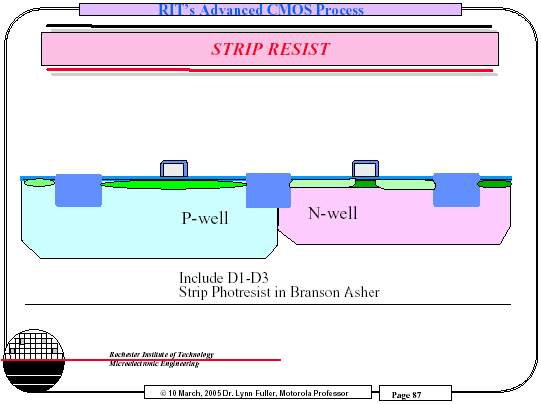 RIT's Advanced CMOS Process
STRIP RESIST
P-well
N-well
Include D1-D3
Strip Photresist in Branson Asher
Rochester Institute of Technology
Microelectronic Engineering
© 10 March, 2005 Dr. Lynn Fuller, Motorola Professor
Page 87